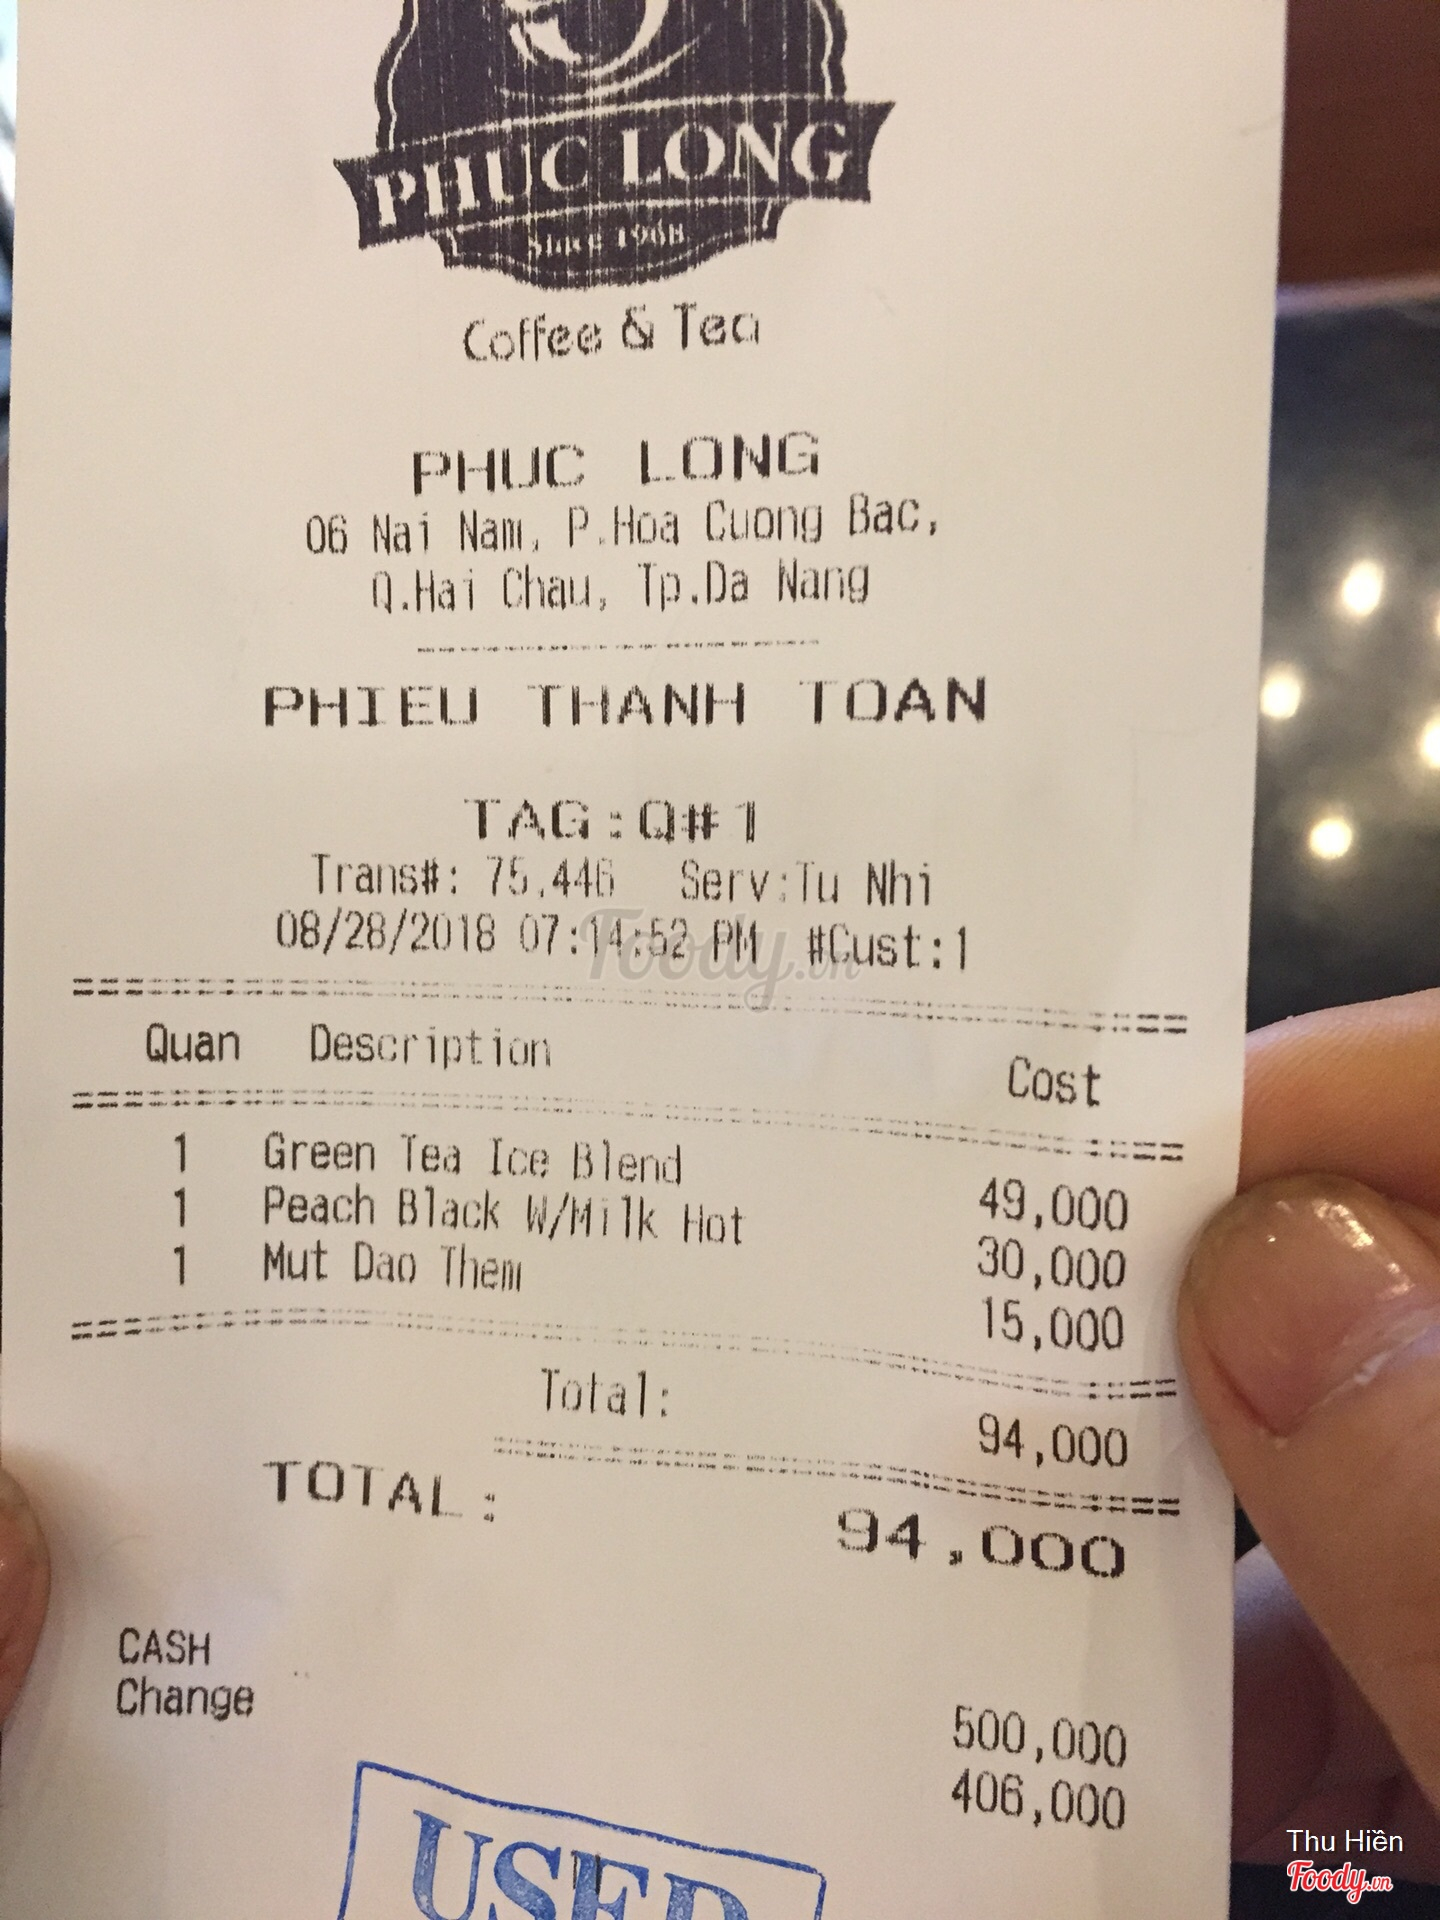 PHUC LONG
Since 1968
Coffee & Tea
PHUC LONG
06 Nai Nam, P.Hoa Cuong Bac,
Q.Hai Chau, Tp.Da Nang
PHIEU THANH TOAN
TAG:Q#1
Trans#: 75,446 Serv:Tu Nhi
08/28/2018 07:14:52 PM #Cust:1
Foody.vn
Quan Description Cost
1 Green Tea Ice Blend 49,000
1 Peach Black W/Milk Hot 30,000
1 Mut Dao Them 15,000
Total: 94,000
TOTAL: 94,000
CASH 500,000
Change 406,000
USED
Thu Hiền
Foody.vn